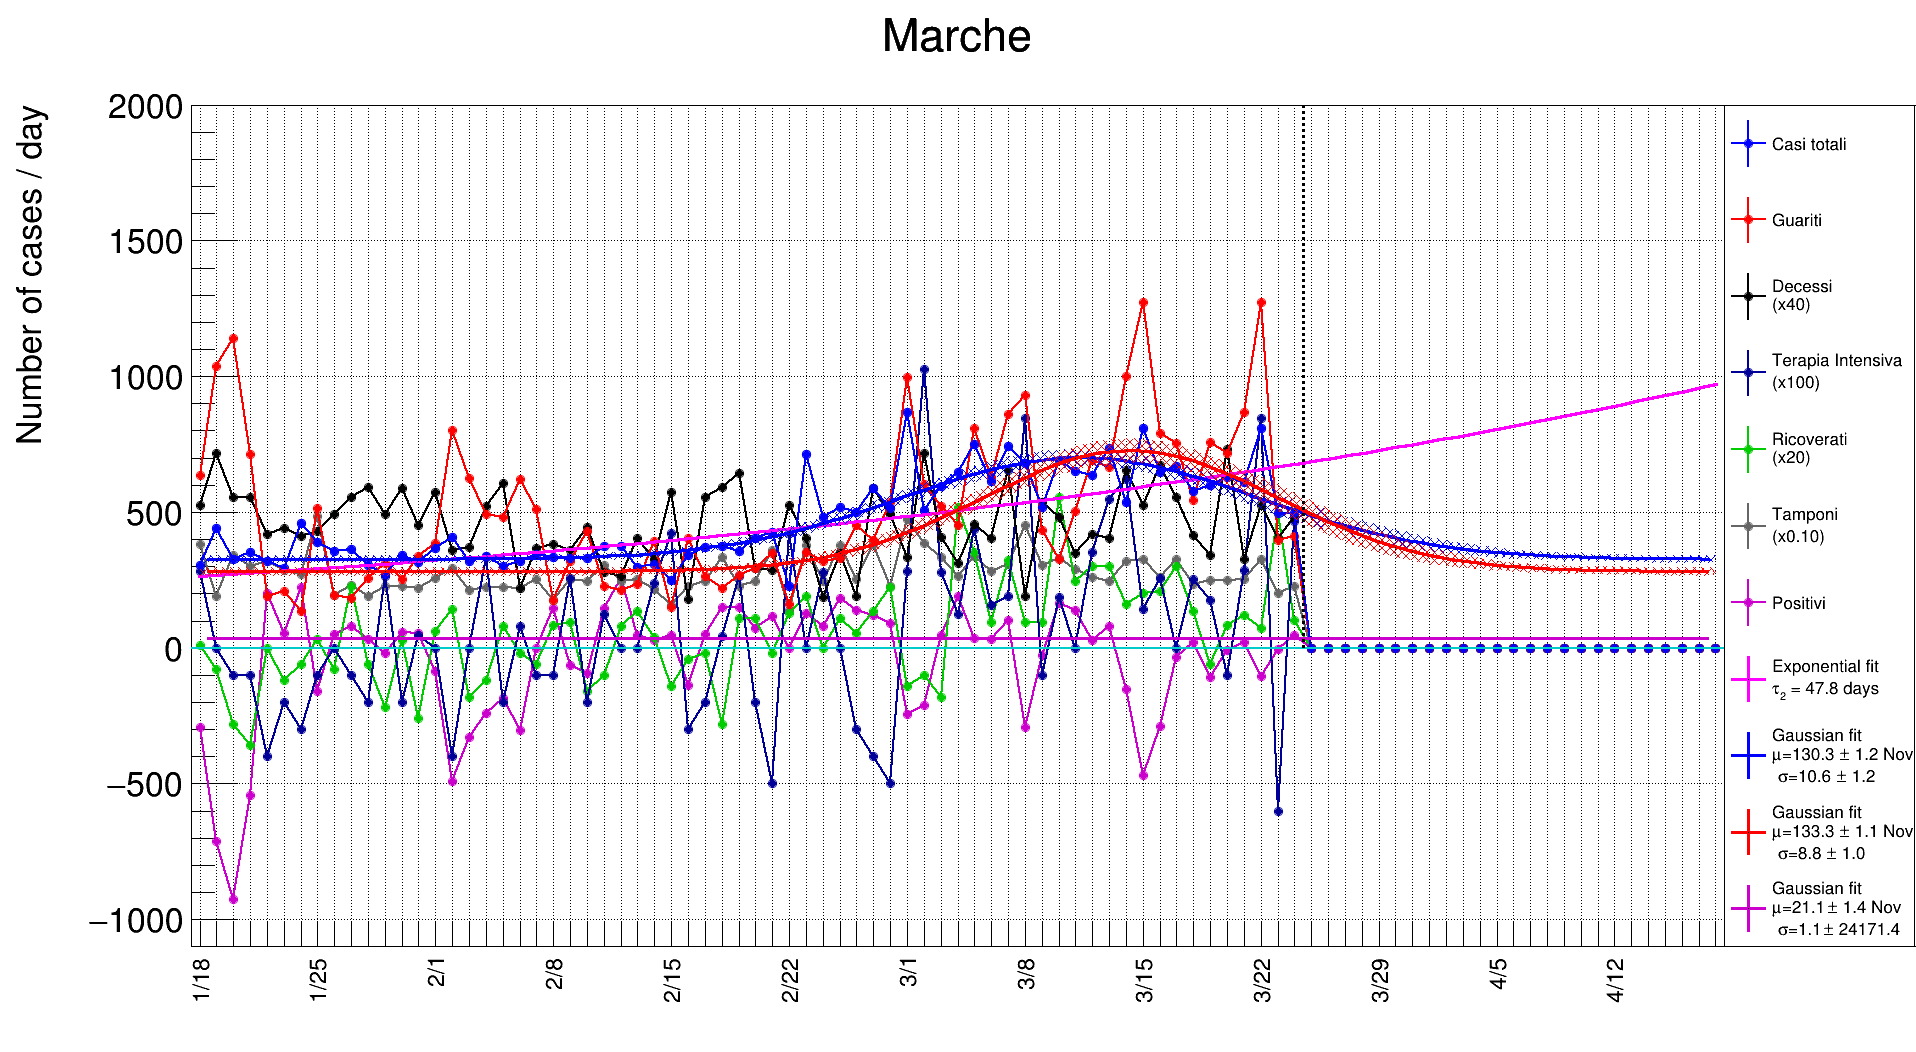 Marche
Number of cases / day
2000
1500
1000
500
0
−500
−1000
1/18
1/25
2/1
2/8
2/15
2/22
3/1
3/8
3/15
3/22
3/29
4/5
4/12
Casi totali
Guariti
Decessi
(x40)
Terapia Intensiva
(x100)
Ricoverati
(x20)
Tamponi
(x0.10)
Positivi
Exponential fit
τ2 = 47.8 days
Gaussian fit
μ=130.3 ± 1.2 Nov
σ=10.6 ± 1.2
Gaussian fit
μ=133.3 ± 1.1 Nov
σ=8.8 ± 1.0
Gaussian fit
μ=21.1 ± 1.4 Nov
σ=1.1 ± 24171.4